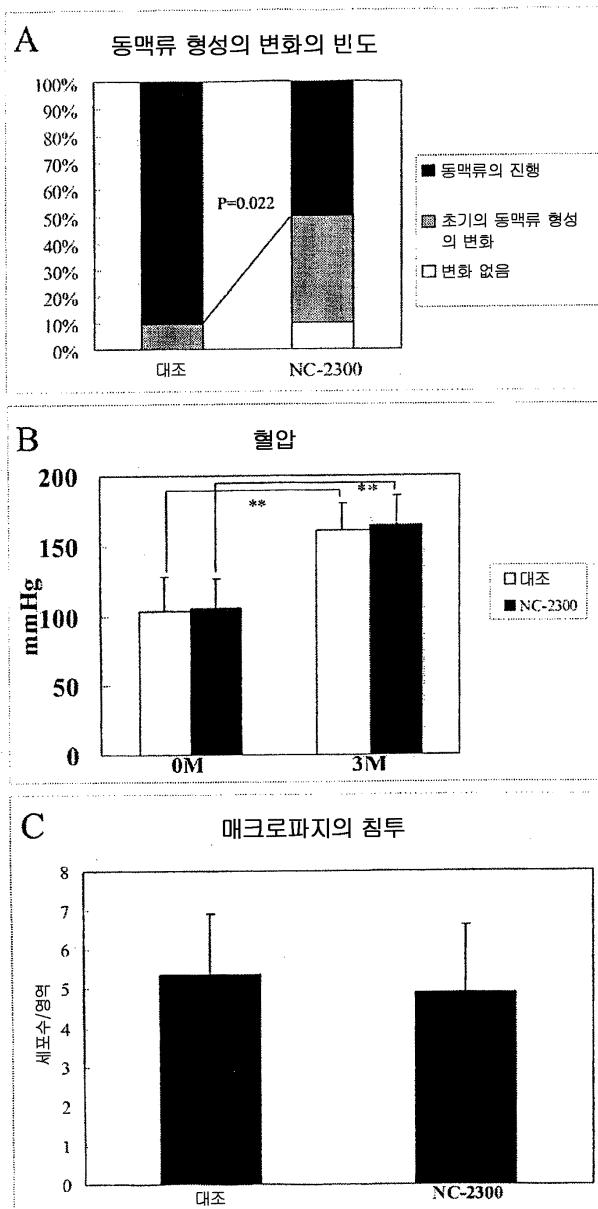 A
동맥류 형성의 변화의 빈도
100%
90%
80%
70%
60%
50%
40%
30%
20%
10%
0%
P=0.022
대조
NC-2300
동맥류의 진행
초기의 동맥류 형성
의 변화
변화 없음
B
혈압
200
150
100
50
0
mmHg
**
**
0M
3M
대조
NC-2300
C
매크로파지의 침투
8
7
6
5
4
3
2
1
0
세포수/영역
대조
NC-2300